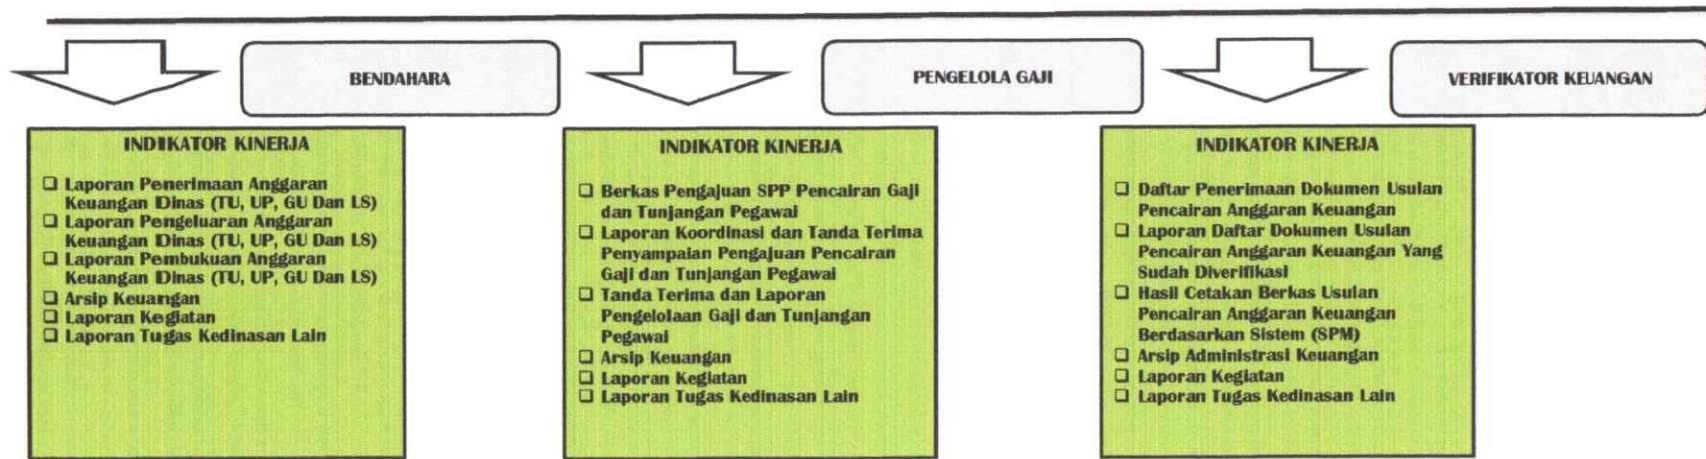 BENDAHARA
INDIKATOR KINERJA
❑ Laporan Penerimaan Anggaran
Keuangan Dinas (TU, UP, GU Dan LS)
❑ Laporan Pengeluaran Anggaran
Keuangan Dinas (TU, UP, GU Dan LS)
❑ Laporan Pembukuan Anggaran
Keuangan Dinas (TU, UP, GU Dan LS)
❑ Arsip Keuangan
❑ Laporan Kegiatan
❑ Laporan Tugas Kedinasan Lain
PENGELOLA GAJI
INDIKATOR KINERJA
❑ Berkas Pengajuan SPP Pencairan Gaji
dan Tunjangan Pegawai
❑ Laporan Koordinasi dan Tanda Terima
Penyampaian Pengajuan Pencairan
Gaji dan Tunjangan Pegawai
❑ Tanda Terima dan Laporan
Pengelolaan Gaji dan Tunjangan
Pegawai
❑ Arsip Keuangan
❑ Laporan Kegiatan
❑ Laporan Tugas Kedinasan Lain
VERIFIKATOR KEUANGAN
INDIKATOR KINERJA
❑ Daftar Penerimaan Dokumen Usulan
Pencairan Anggaran Keuangan
❑ Laporan Daftar Dokumen Usulan
Pencairan Anggaran Keuangan Yang
Sudah Diverifikasi
❑ Hasil Cetakan Berkas Usulan
Pencairan Anggaran Keuangan
Berdasarkan Sistem (SPM)
❑ Arsip Administrasi Keuangan
❑ Laporan Kegiatan
❑ Laporan Tugas Kedinasan Lain